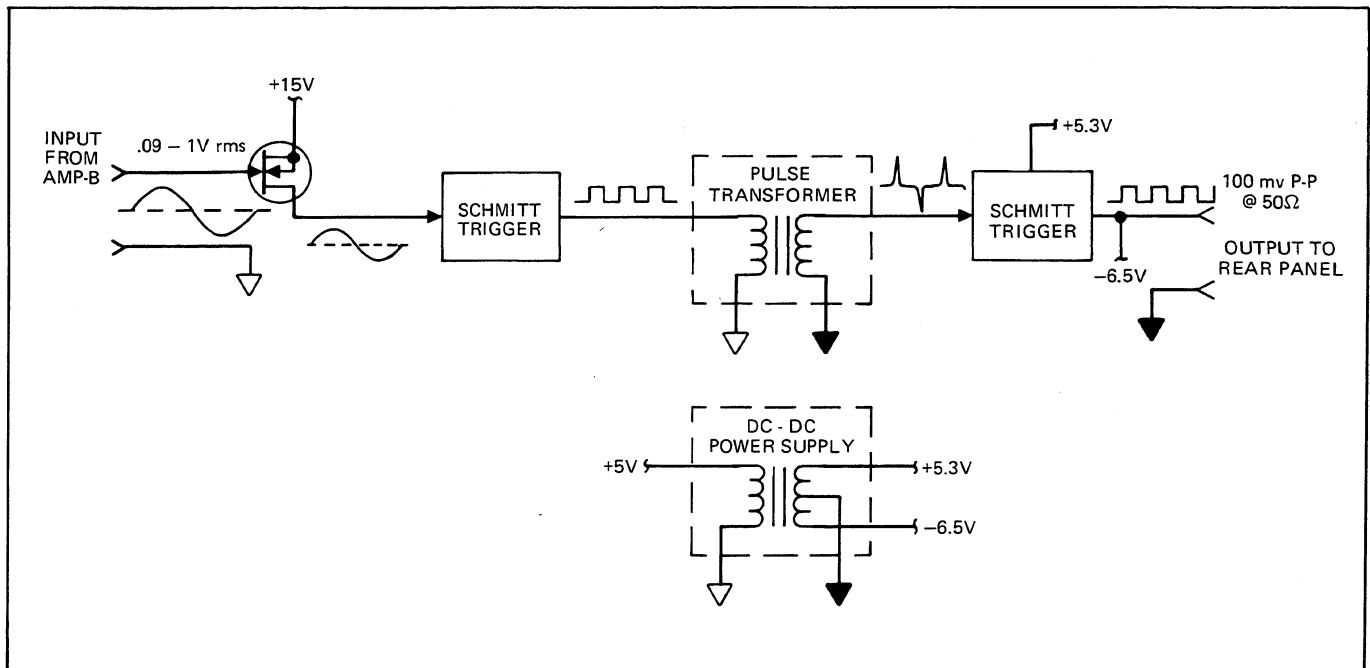 +15V
INPUT
FROM
AMP-B
.09 – 1V rms
SCHMITT
TRIGGER
PULSE
TRANSFORMER
+5.3V
SCHMITT
TRIGGER
100 mv P-P
@ 50Ω
–6.5V
OUTPUT TO
REAR PANEL
DC - DC
POWER SUPPLY
+5V
+5.3V
–6.5V